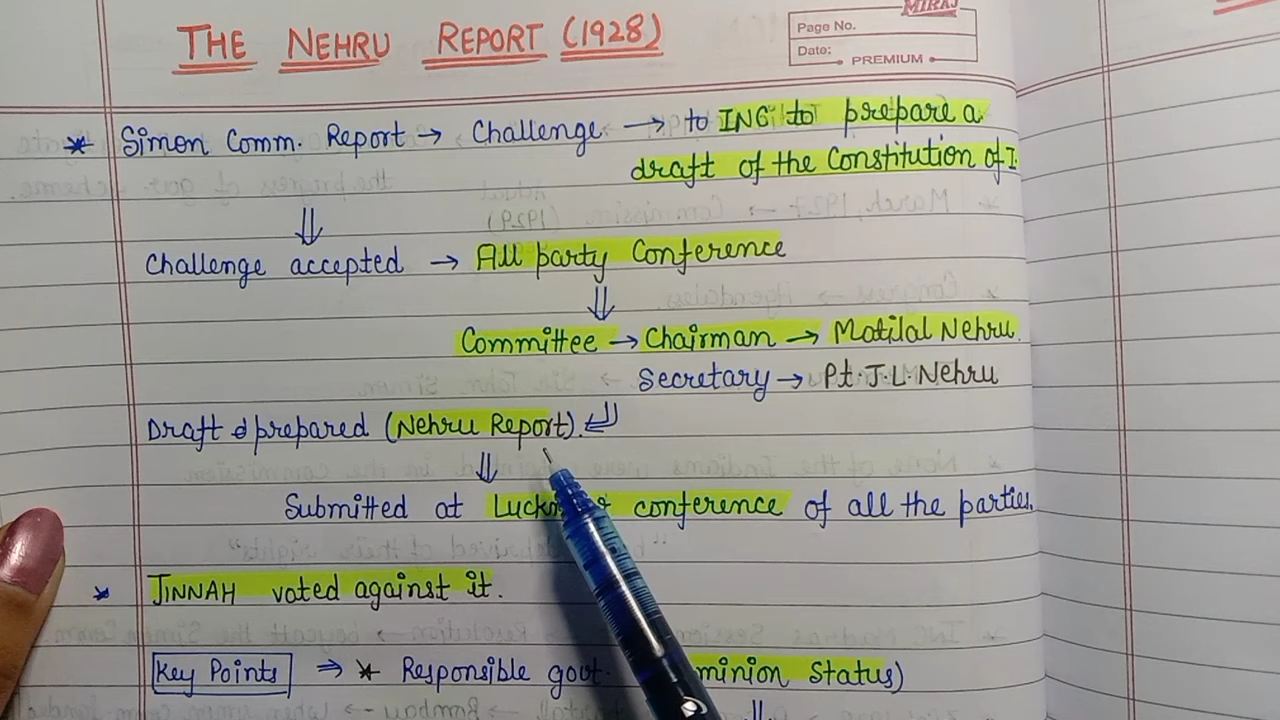 THE NEHRU REPORT (1928)
MIRAJ
Page No.
Date:
PREMIUM
* Simon Comm. Report → Challenge → to INC to prepare a
draft of the Constitution of I.
⇓
Challenge accepted → All party Conference
⇓
Committee → Chairman → Motilal Nehru.
Secretary → Pt. J.L. Nehru
Draft prepared (Nehru Report).
⇓
Submitted at conference of all the parties.
* JINNAH voted against it.
Key Points ⇒ * Responsible govt. Status)
⇓